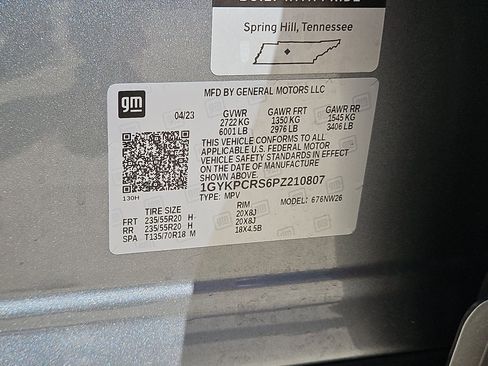 BUILT WITH PRIDE
Spring Hill, Tennessee
gm
MFD BY GENERAL MOTORS LLC
04/23 GVWR GAWR FRT GAWR RR
2722 KG 1350 KG 1545 KG
6001 LB 2976 LB 3406 LB
THIS VEHICLE CONFORMS TO ALL
APPLICABLE U.S. FEDERAL MOTOR
VEHICLE SAFETY STANDARDS IN EFFECT
ON THE DATE OF MANUFACTURE
SHOWN ABOVE.
1GYKPCRS6PZ210807
130H TYPE: MPV MODEL: 6NW26
TIRE SIZE RIM
FRT 235/55R20 H 20X8J
RR 235/55R20 H 20X8J
SPA T135/70R18 M 18X4.5B